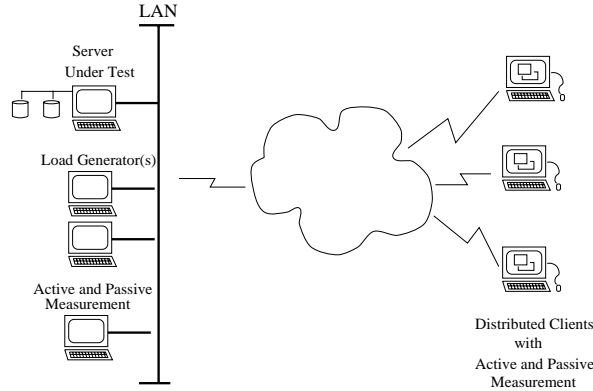 LAN
Server
Under Test
Load Generator(s)
Active and Passive
Measurement
Distributed Clients
with
Active and Passive
Measurement